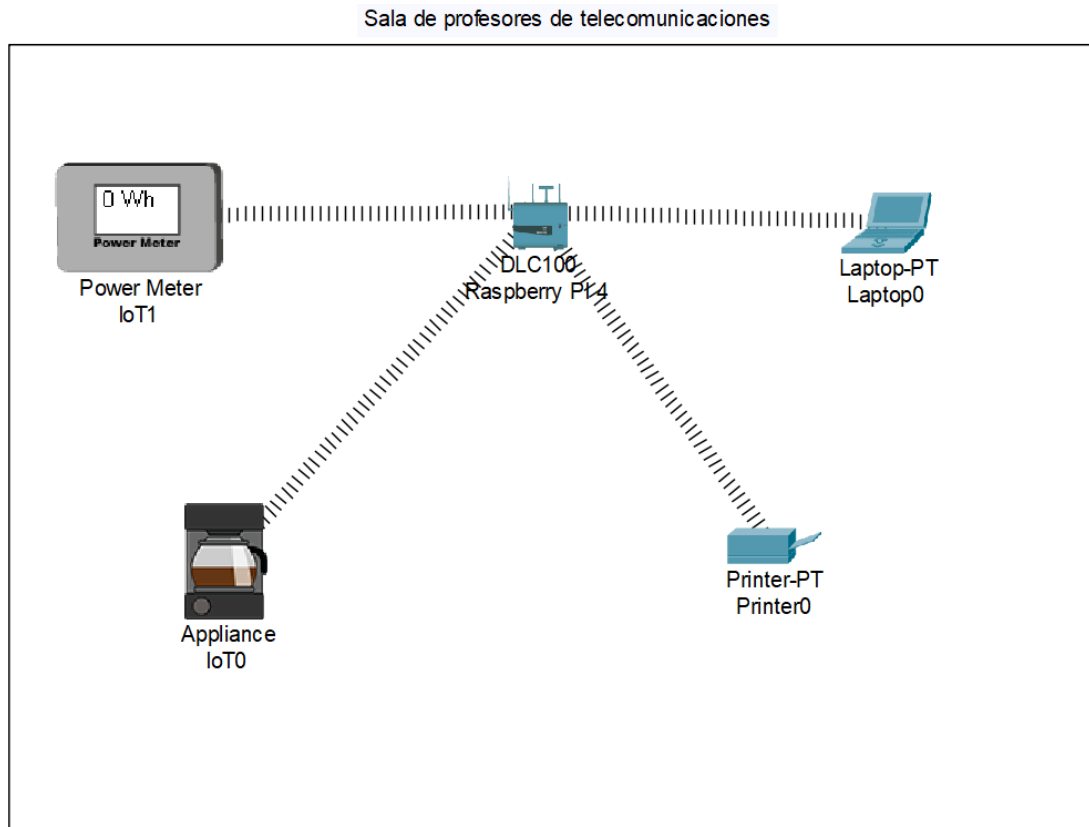 Sala de profesores de telecomunicaciones
0 Wh
Power Meter
Power Meter
IoT1
DLC100
Raspberry PI 4
Laptop-PT
Laptop0
Appliance
IoT0
Printer-PT
Printer0